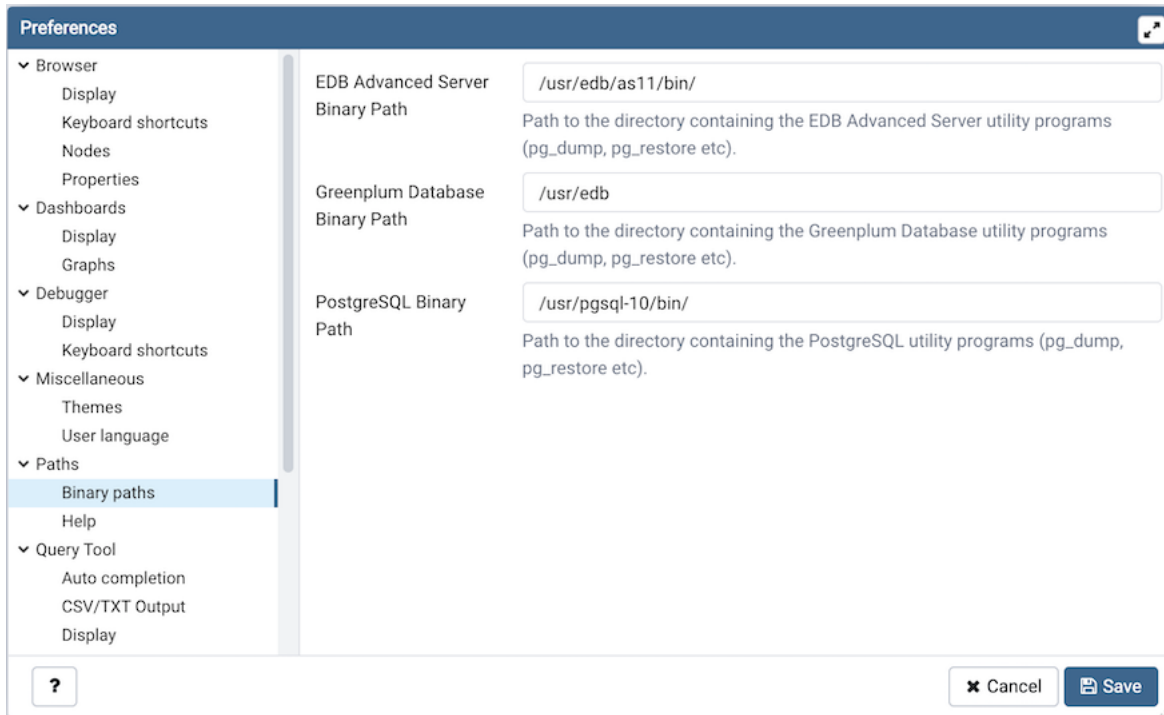 Preferences
Browser
Display
Keyboard shortcuts
Nodes
Properties
Dashboards
Display
Graphs
Debugger
Display
Keyboard shortcuts
Miscellaneous
Themes
User language
Paths
Binary paths
Help
Query Tool
Auto completion
CSV/TXT Output
Display
EDB Advanced Server
Binary Path
/usr/edb/as11/bin/
Path to the directory containing the EDB Advanced Server utility programs
(pg_dump, pg_restore etc).
Greenplum Database
Binary Path
/usr/edb
Path to the directory containing the Greenplum Database utility programs
(pg_dump, pg_restore etc).
PostgreSQL Binary
Path
/usr/pgsql-10/bin/
Path to the directory containing the PostgreSQL utility programs (pg_dump,
pg_restore etc).
?
Cancel
Save